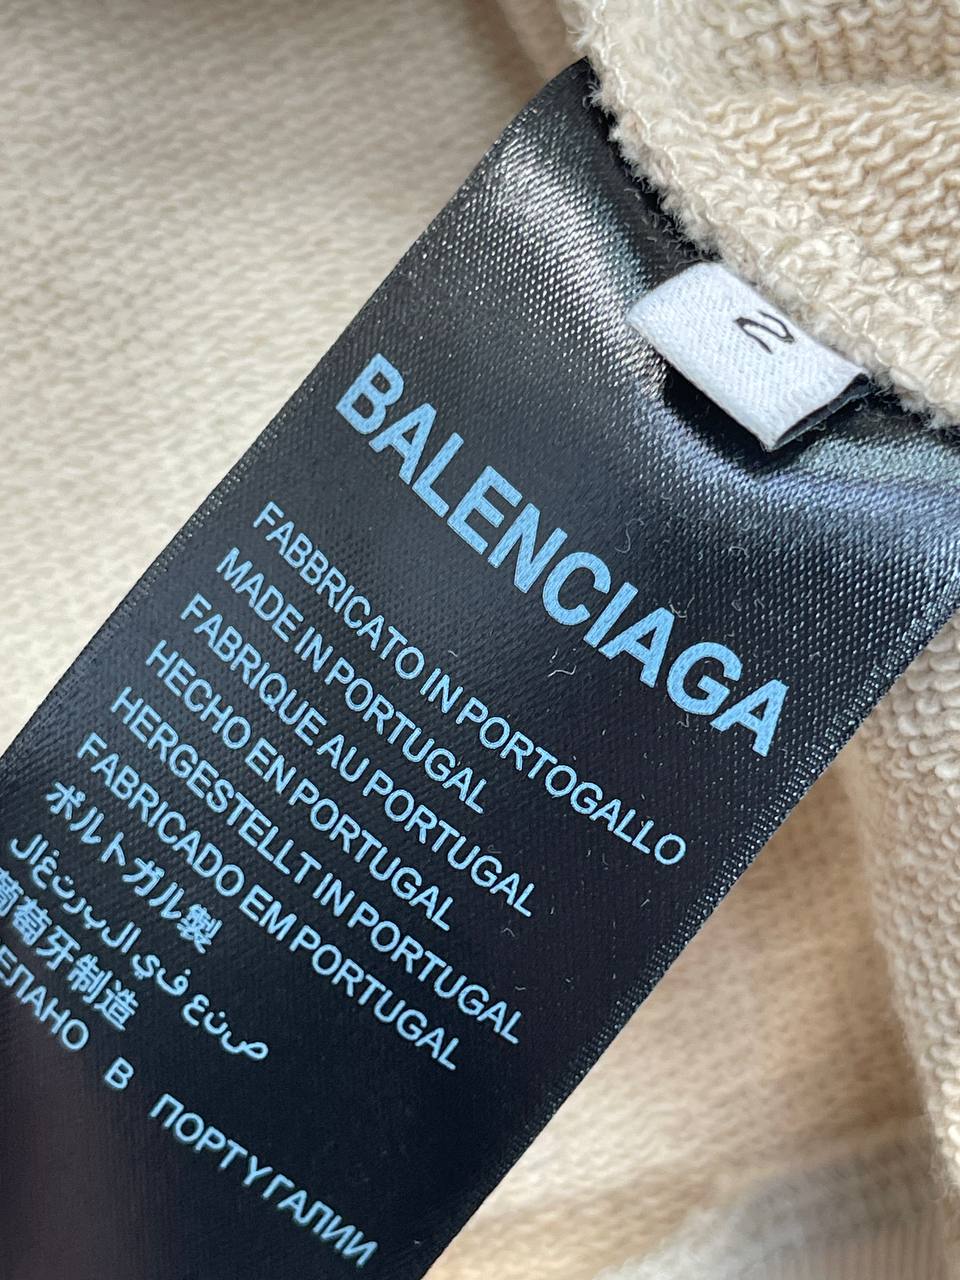 2
BALENCIAGA
FABBRICATO IN PORTOGALLO
MADE IN PORTUGAL
FABRIQUE AU PORTUGAL
HECHO EN PORTUGAL
HERGESTELLT IN PORTUGAL
FABRICADO EM PORTUGAL
ポルトガル製
صنع في البرتغال
葡萄牙制造
ЕЛАНО В ПОРТУГАЛИИ